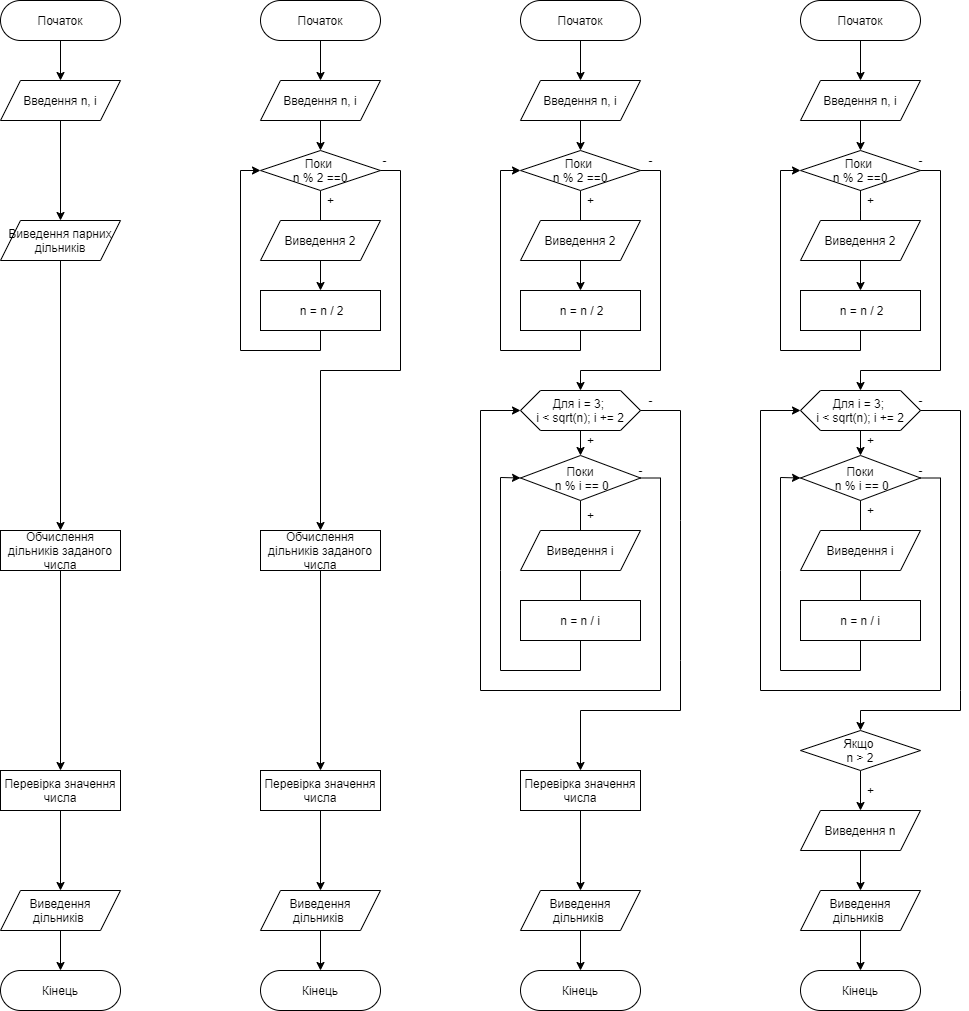 Початок
Введення n, i
Виведення парних
дільників
Обчислення
дільників заданого
числа
Перевірка значення
числа
Виведення
дільників
Кінець
Початок
Введення n, i
Поки
n % 2 ==0
-
+
Виведення 2
n = n / 2
Обчислення
дільників заданого
числа
Перевірка значення
числа
Виведення
дільників
Кінець
Початок
Введення n, i
Поки
n % 2 ==0
-
+
Виведення 2
n = n / 2
Для i = 3;
i < sqrt(n); i += 2
-
+
Поки
n % i == 0
-
+
Виведення i
n = n / i
Перевірка значення
числа
Виведення
дільників
Кінець
Початок
Введення n, i
Поки
n % 2 ==0
-
+
Виведення 2
n = n / 2
Для i = 3;
i < sqrt(n); i += 2
-
+
Поки
n % i == 0
-
+
Виведення i
n = n / i
Якщо
n > 2
+
Виведення n
Виведення
дільників
Кінець